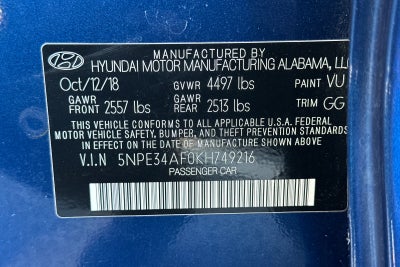 MANUFACTURED BY
HYUNDAI MOTOR MANUFACTURING ALABAMA, LLC
Oct/12/18 GVWR 4497 lbs PAINT VU
GAWR FRONT 2557 lbs GAWR REAR 2513 lbs TRIM GG
THIS VEHICLE CONFORMS TO ALL APPLICABLE U.S.A. FEDERAL
MOTOR VEHICLE SAFETY, BUMPER, AND THEFT PREVENTION STANDARDS
IN EFFECT ON THE DATE OF MANUFACTURE SHOWN ABOVE.
V.I.N 5NPE34AF0KH749216
PASSENGER CAR